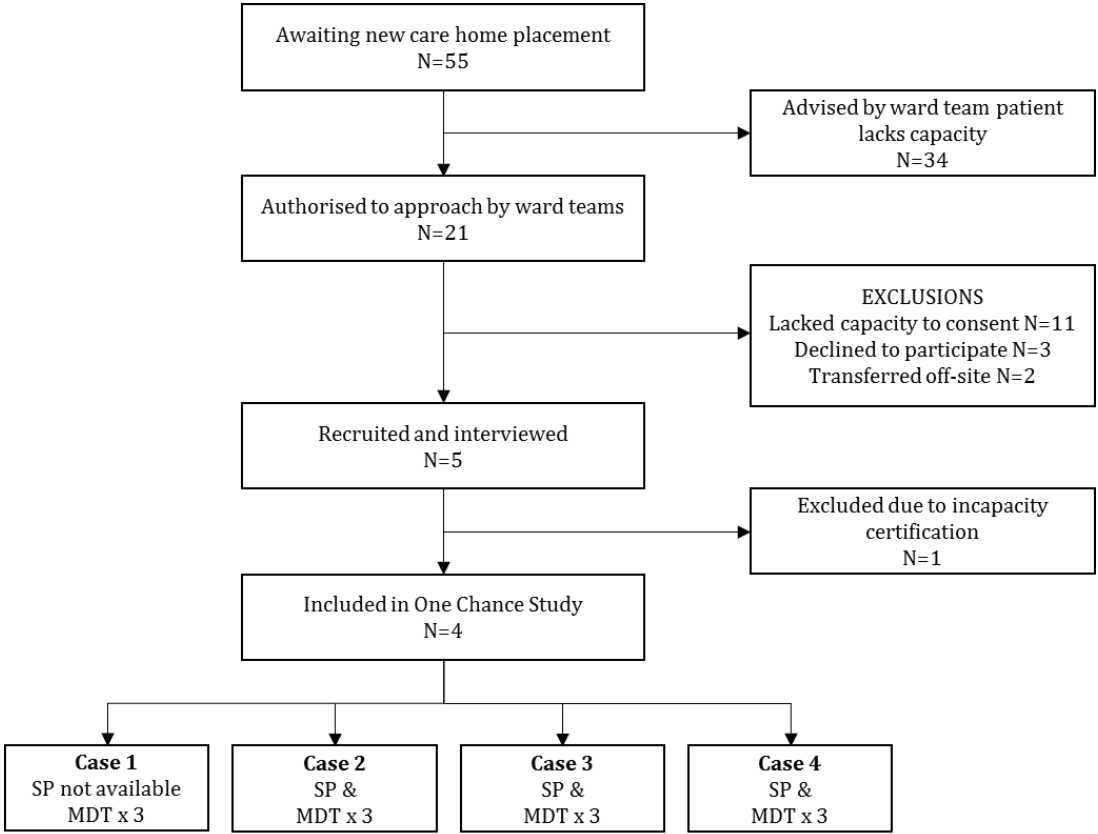 Awaiting new care home placement
N=55
Advised by ward team patient
lacks capacity
N=34
Authorised to approach by ward teams
N=21
EXCLUSIONS
Lacked capacity to consent N=11
Declined to participate N=3
Transferred off-site N=2
Recruited and interviewed
N=5
Excluded due to incapacity
certification
N=1
Included in One Chance Study
N=4
Case 1
SP not available
MDT x 3
Case 2
SP &
MDT x 3
Case 3
SP &
MDT x 3
Case 4
SP &
MDT x 3